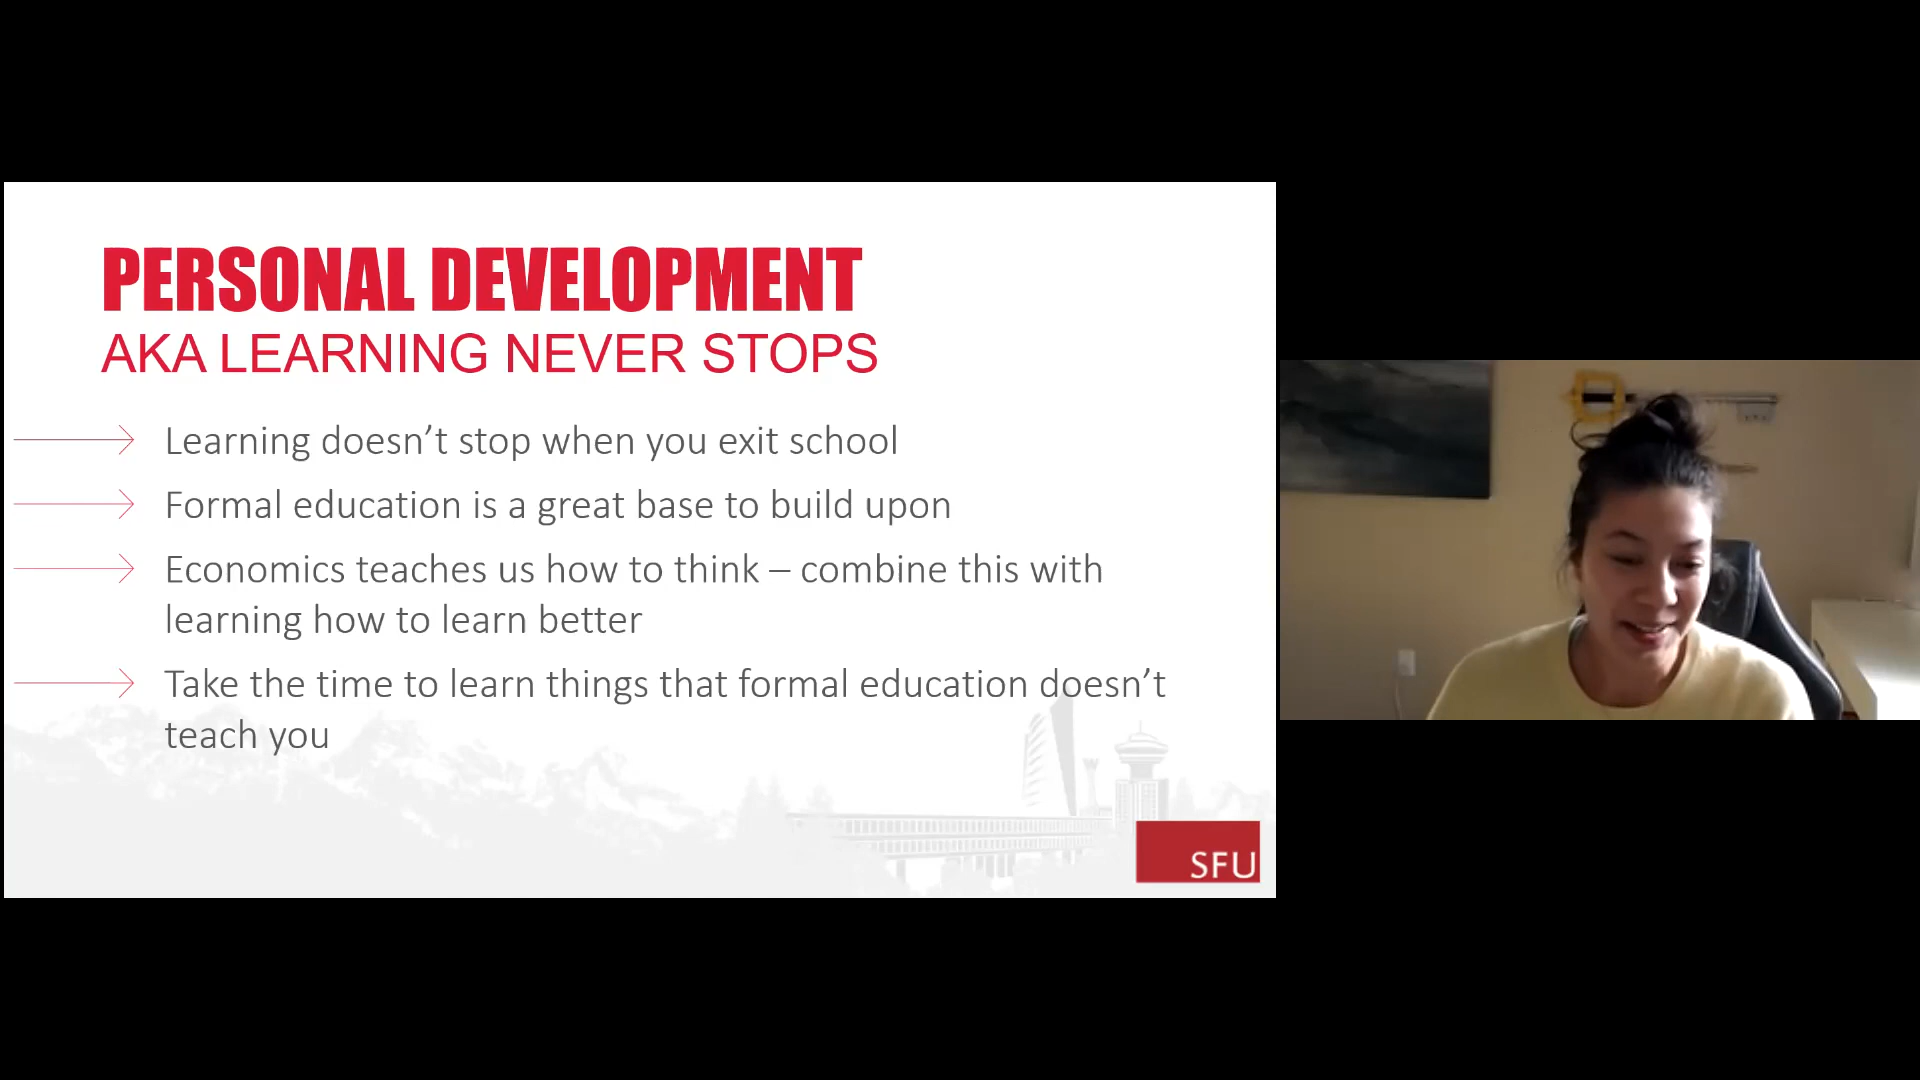 PERSONAL DEVELOPMENT
AKA LEARNING NEVER STOPS
Learning doesn’t stop when you exit school
Formal education is a great base to build upon
Economics teaches us how to think – combine this with
learning how to learn better
Take the time to learn things that formal education doesn’t
teach you
SFU